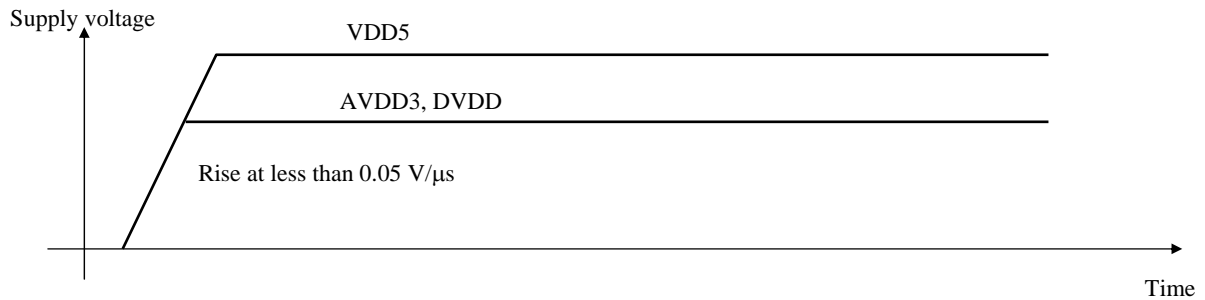 Supply voltage
VDD5
AVDD3, DVDD
Rise at less than 0.05 V/μs
Time